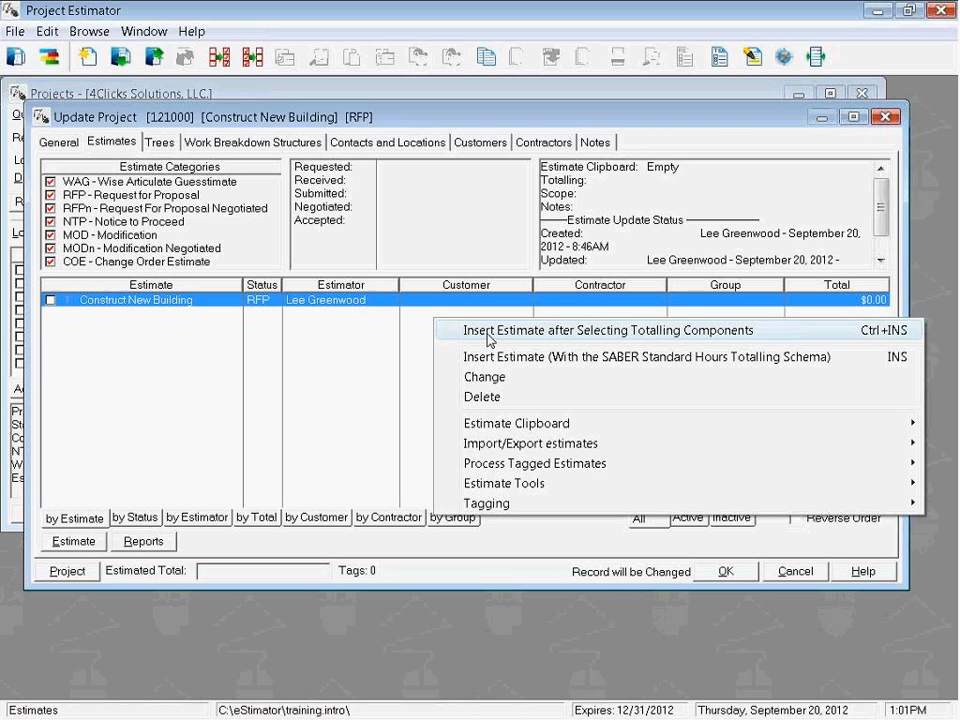 Project Estimator
File Edit Browse Window Help
Projects - [4Clicks Solutions, LLC.]
Update Project [121000] [Construct New Building] [RFP]
General Estimates Trees Work Breakdown Structures Contacts and Locations Customers Contractors Notes
Estimate Categories
WAG - Wise Articulate Guesstimate
RFP - Request for Proposal
RFPn - Request For Proposal Negotiated
NTP - Notice to Proceed
MOD - Modification
MODn - Modification Negotiated
COE - Change Order Estimate
Requested:
Received:
Submitted:
Negotiated:
Accepted:
Estimate Clipboard: Empty
Totalling:
Scope:
Notes:
Estimate Update Status
Created: Lee Greenwood - September 20,
2012 - 8:46AM
Updated: Lee Greenwood - September 20, 2012 -
Estimate Status Estimator Customer Contractor Group Total
Construct New Building RFP Lee Greenwood $0.00
Insert Estimate after Selecting Totalling Components Ctrl+INS
Insert Estimate (With the SABER Standard Hours Totalling Schema) INS
Change
Delete
Estimate Clipboard
Import/Export estimates
Process Tagged Estimates
Estimate Tools
Tagging
by Estimate by Status by Estimator by Total by Customer by Contractor by Group All Active Inactive Reverse Order
Estimate Reports
Project Estimated Total: Tags: 0 Record will be Changed OK Cancel Help
Estimates C:\eStimator\training.intro\ Expires: 12/31/2012 Thursday, September 20, 2012 1:01PM